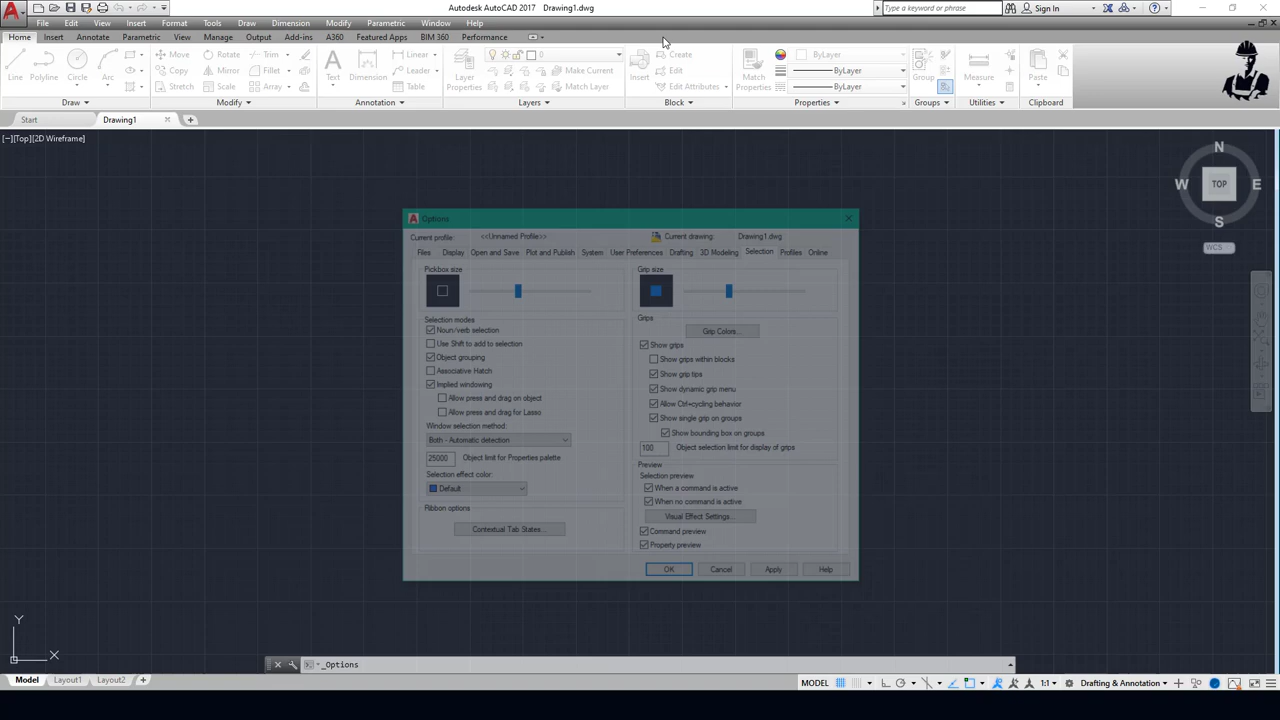 Autodesk AutoCAD 2017 Drawing1.dwg
Type a keyword or phrase
Sign In
File Edit View Insert Format Tools Draw Dimension Modify Parametric Window Help
Home Insert Annotate Parametric View Manage Output Add-ins A360 Featured Apps BIM 360 Performance
Line Polyline Circle Arc
Move Rotate Trim
Copy Mirror Fillet
Stretch Scale Array
Text Dimension
Linear
Leader
Table
Layer Properties
0
Make Current
Match Layer
Insert
Create
Edit
Edit Attributes
Match Properties
ByLayer
ByLayer
ByLayer
Group
Measure
Paste
Draw Modify Annotation Layers Block Properties Groups Utilities Clipboard
Start Drawing1
[−][Top][2D Wireframe]
N
W TOP E
S
WCS
Options
Current profile: <<Unnamed Profile>> Current drawing: Drawing1.dwg
Files Display Open and Save Plot and Publish System User Preferences Drafting 3D Modeling Selection Profiles Online
Pickbox size
Selection modes
Noun/verb selection
Use Shift to add to selection
Object grouping
Associative Hatch
Implied windowing
Allow press and drag on object
Allow press and drag for Lasso
Window selection method:
Both - Automatic detection
25000 Object limit for Properties palette
Selection effect color:
Default
Ribbon options
Contextual Tab States...
Grip size
Grips
Grip Colors...
Show grips
Show grips within blocks
Show grip tips
Show dynamic grip menu
Allow Ctrl+cycling behavior
Show single grip on groups
Show bounding box on groups
100 Object selection limit for display of grips
Preview
Selection preview
When a command is active
When no command is active
Visual Effect Settings...
Command preview
Property preview
OK Cancel Apply Help
Y
X
_Options
Model Layout1 Layout2
MODEL 1:1 Drafting & Annotation